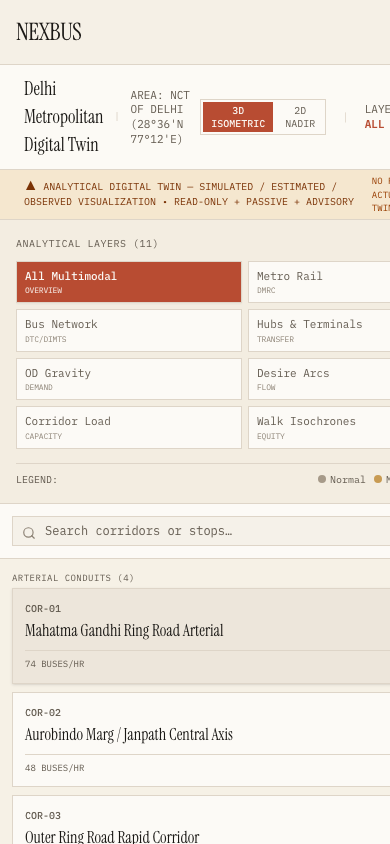 NEXBUS
Delhi
Metropolitan
Digital Twin
AREA: NCT
OF DELHI
(28°36'N
77°12'E)
3D
ISOMETRIC
2D
NADIR
LAYE
ALL
▲ ANALYTICAL DIGITAL TWIN — SIMULATED / ESTIMATED /
OBSERVED VISUALIZATION • READ-ONLY + PASSIVE + ADVISORY
NO
ACTU
TWIN
ANALYTICAL LAYERS (11)
All Multimodal
OVERVIEW
Metro Rail
DMRC
Bus Network
DTC/DIMTS
Hubs & Terminals
TRANSFER
OD Gravity
DEMAND
Desire Arcs
FLOW
Corridor Load
CAPACITY
Walk Isochrones
EQUITY
LEGEND:
Normal
Search corridors or stops…
ARTERIAL CONDUITS (4)
COR-01
Mahatma Gandhi Ring Road Arterial
74 BUSES/HR
COR-02
Aurobindo Marg / Janpath Central Axis
48 BUSES/HR
COR-03
Outer Ring Road Rapid Corridor